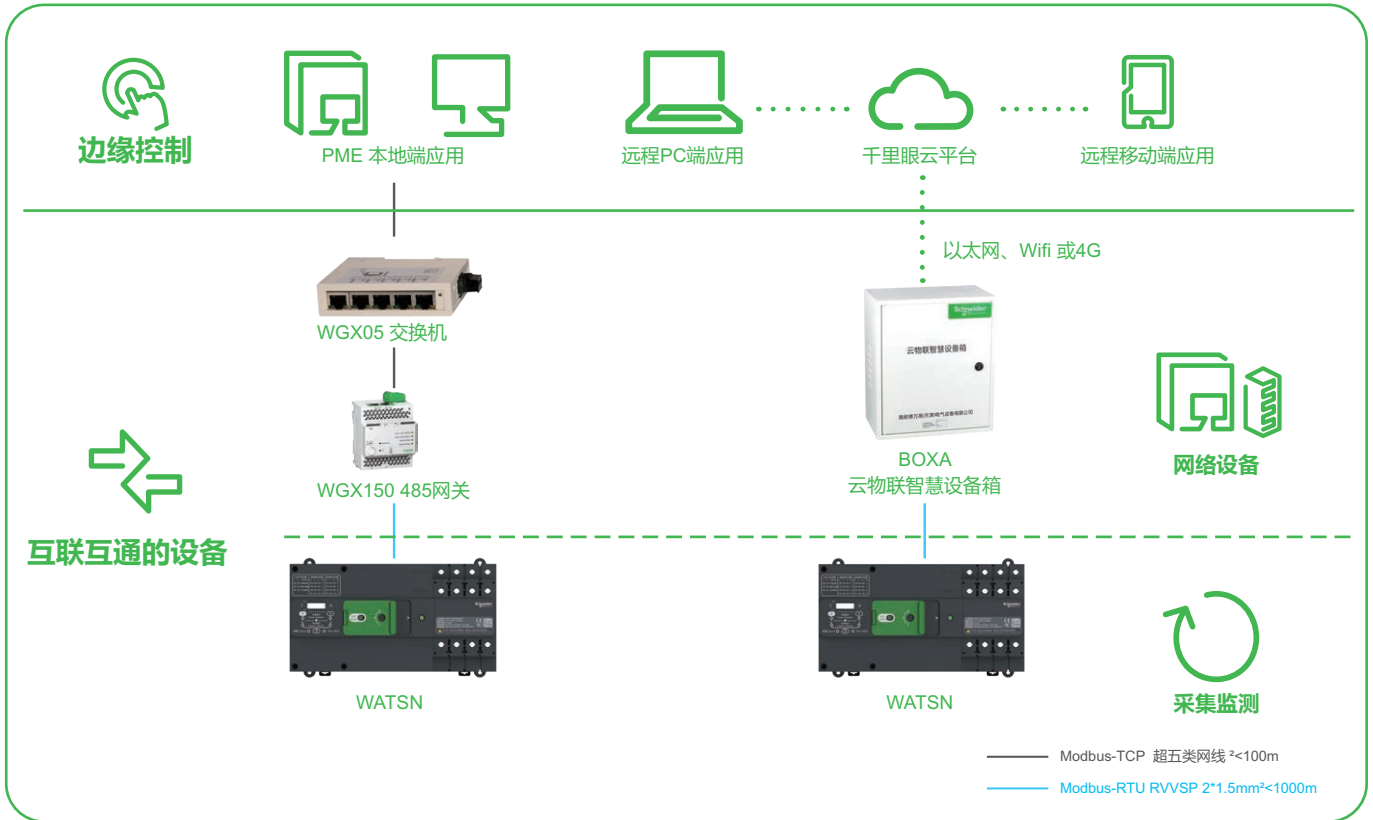 边缘控制
PME 本地端应用
远程PC端应用
千里眼云平台
远程移动端应用
以太网、Wifi 或4G
WGX05 交换机
Schneider
云物联智慧设备箱
WGX150 485网关
BOXA
云物联智慧设备箱
网络设备
互联互通的设备
WATSN
WATSN
采集监测
Modbus-TCP 超五类网线 ²<100m
Modbus-RTU RVVSP 2*1.5mm²<1000m